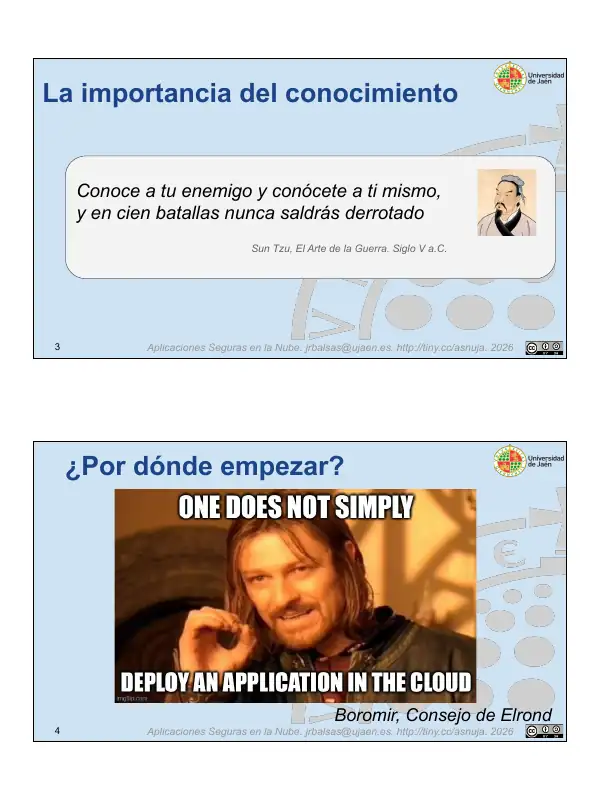 La importancia del conocimiento
Universidad
de Jaén
Conoce a tu enemigo y conócete a ti mismo,
y en cien batallas nunca saldrás derrotado
Sun Tzu, El Arte de la Guerra. Siglo V a.C.
3
Aplicaciones Seguras en la Nube. jrbalsas@ujaen.es. http://tiny.cc/asnuja. 2026
¿Por dónde empezar?
Universidad
de Jaén
ONE DOES NOT SIMPLY
DEPLOY AN APPLICATION IN THE CLOUD
imgflip.com
Boromir, Consejo de Elrond
4
Aplicaciones Seguras en la Nube. jrbalsas@ujaen.es. http://tiny.cc/asnuja. 2026